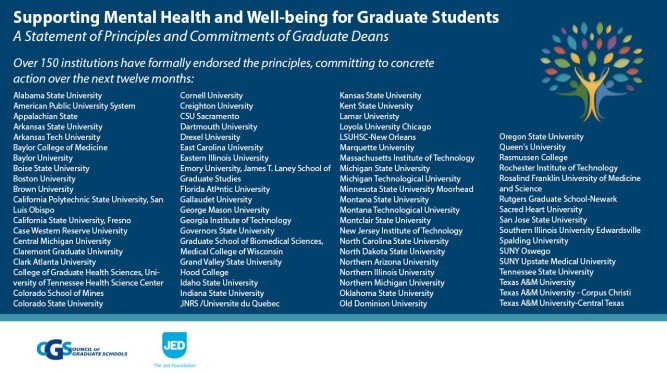 Supporting Mental Health and Well-being for Graduate Students
A Statement of Principles and Commitments of Graduate Deans
Over 150 institutions have formally endorsed the principles, committing to concrete
action over the next twelve months:
Alabama State University
American Public University System
Appalachian State
Arkansas State University
Arkansas Tech University
Baylor College of Medicine
Baylor University
Boise State University
Boston University
Brown University
California Polytechnic State University, San
Luis Obispo
California State University, Fresno
Case Western Reserve University
Central Michigan University
Claremont Graduate University
Clark Atlanta University
College of Graduate Health Sciences, Uni-
versity of Tennessee Health Science Center
Colorado School of Mines
Colorado State University
Cornell University
Creighton University
CSU Sacramento
Dartmouth University
Drexel University
East Carolina University
Eastern Illinois University
Emory University, James T. Laney School of
Graduate Studies
Florida Atlantic University
Gallaudet University
George Mason University
Georgia Institute of Technology
Governors State University
Graduate School of Biomedical Sciences,
Medical College of Wisconsin
Grand Valley State University
Hood College
Idaho State University
Indiana State University
,INRS /Universite du Quebec
Kansas State University
Kent State University
Lamar Univeristy
Loyola University Chicago
LSUHSC-New Orleans
Marquette University
Massachusetts Institute of Technology
Michigan State University
Michigan Technological University
Minnesota State University Moorhead
Montana State University
Montana Technological University
Montclair State University
New Jersey Institute of Technology
North Carolina State University
North Dakota State University
Northern Arizona University
Northern Illinois University
Northern Michigan University
Oklahoma State University
Old Dominion University
Oregon State University
Queen's University
Rasmussen College
Rochester Institute of Technology
Rosalind Franklin University of Medicine
and Science
Rutgers Graduate School-Newark
Sacred Heart University
San Jose State University
Southern Illinois University Edwardsville
Spalding University
SUNY Oswego
SUNY Upstate Medical University
Tennessee State University
Texas A&M University
Texas A&M University - Corpus Christi
Texas A&M University-Central Texas
CGS COUNCIL OF
GRADUATE SCHOOLS
JED
The Jed Foundation